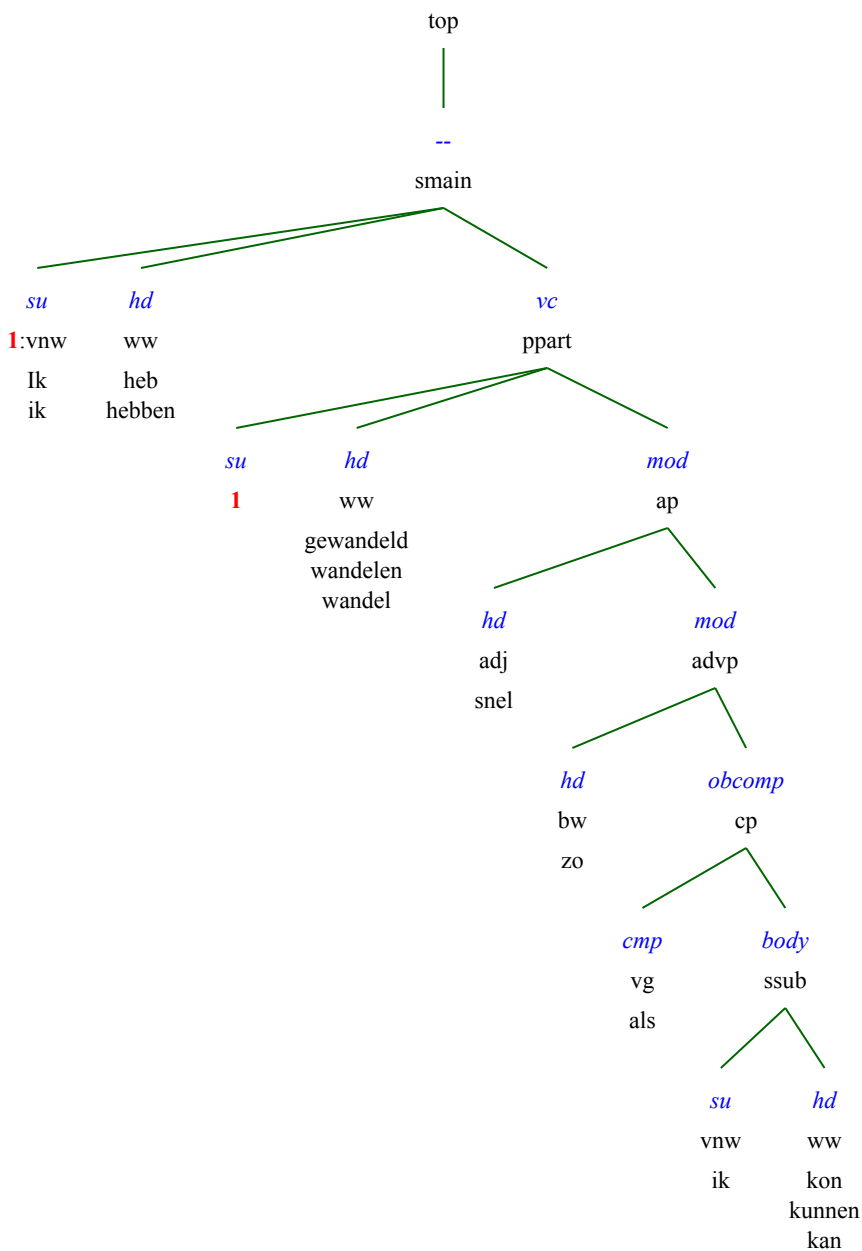 top
--
smain
su hd vc
1:vnw ww ppart
Ik heb
ik hebben
su hd mod
1 ww ap
gewandeld
wandelen
wandel
hd mod
adj advp
snel
hd obcomp
bw cp
zo
cmp body
vg ssub
als
su hd
vnw ww
ik kon
kunnen
kan